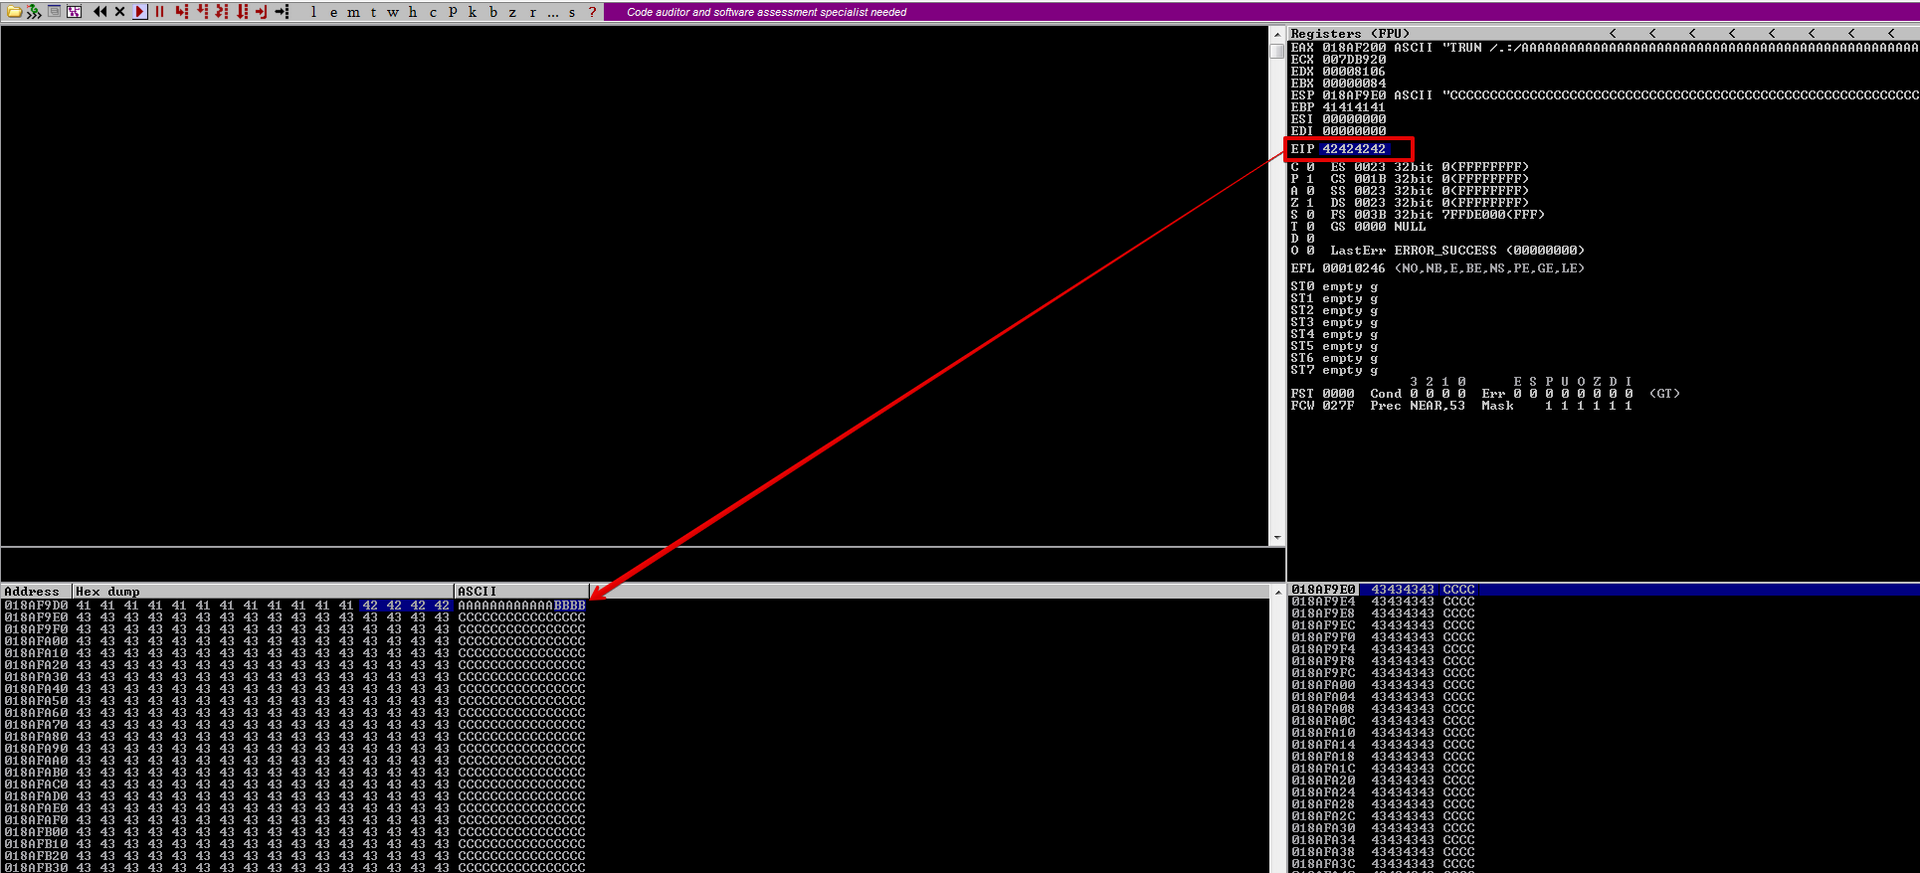 l e m t w h c p k b z r ... s ? Code auditor and software assessment specialist needed
Registers (FPU) < < < < < < < <
EAX 018AF200 ASCII "TRUN /.:/AAAAAAAAAAAAAAAAAAAAAAAAAAAAAAAAAAAAAAAAAAAAAAAAAA
ECX 007DB920
EDX 00008106
EBX 00000084
ESP 018AF9E0 ASCII "CCCCCCCCCCCCCCCCCCCCCCCCCCCCCCCCCCCCCCCCCCCCCCCCCCCCCCCCCCC
EBP 41414141
ESI 00000000
EDI 00000000
EIP 42424242
C 0 ES 0023 32bit 0(FFFFFFFF)
P 1 CS 001B 32bit 0(FFFFFFFF)
A 0 SS 0023 32bit 0(FFFFFFFF)
Z 1 DS 0023 32bit 0(FFFFFFFF)
S 0 FS 003B 32bit 7FFDE000(FFF)
T 0 GS 0000 NULL
D 0
O 0 LastErr ERROR_SUCCESS (00000000)
EFL 00010246 (NO,NB,E,BE,NS,PE,GE,LE)
ST0 empty g
ST1 empty g
ST2 empty g
ST3 empty g
ST4 empty g
ST5 empty g
ST6 empty g
ST7 empty g
3 2 1 0 E S P U O Z D I
FST 0000 Cond 0 0 0 0 Err 0 0 0 0 0 0 0 0 (GT)
FCW 027F Prec NEAR,53 Mask 1 1 1 1 1 1
Address Hex dump ASCII
018AF9D0 41 41 41 41 41 41 41 41 41 41 41 41 42 42 42 42 AAAAAAAAAAAABBBB
018AF9E0 43 43 43 43 43 43 43 43 43 43 43 43 43 43 43 43 CCCCCCCCCCCCCCCC
018AF9F0 43 43 43 43 43 43 43 43 43 43 43 43 43 43 43 43 CCCCCCCCCCCCCCCC
018AFA00 43 43 43 43 43 43 43 43 43 43 43 43 43 43 43 43 CCCCCCCCCCCCCCCC
018AFA10 43 43 43 43 43 43 43 43 43 43 43 43 43 43 43 43 CCCCCCCCCCCCCCCC
018AFA20 43 43 43 43 43 43 43 43 43 43 43 43 43 43 43 43 CCCCCCCCCCCCCCCC
018AFA30 43 43 43 43 43 43 43 43 43 43 43 43 43 43 43 43 CCCCCCCCCCCCCCCC
018AFA40 43 43 43 43 43 43 43 43 43 43 43 43 43 43 43 43 CCCCCCCCCCCCCCCC
018AFA50 43 43 43 43 43 43 43 43 43 43 43 43 43 43 43 43 CCCCCCCCCCCCCCCC
018AFA60 43 43 43 43 43 43 43 43 43 43 43 43 43 43 43 43 CCCCCCCCCCCCCCCC
018AFA70 43 43 43 43 43 43 43 43 43 43 43 43 43 43 43 43 CCCCCCCCCCCCCCCC
018AFA80 43 43 43 43 43 43 43 43 43 43 43 43 43 43 43 43 CCCCCCCCCCCCCCCC
018AFA90 43 43 43 43 43 43 43 43 43 43 43 43 43 43 43 43 CCCCCCCCCCCCCCCC
018AFAA0 43 43 43 43 43 43 43 43 43 43 43 43 43 43 43 43 CCCCCCCCCCCCCCCC
018AFAB0 43 43 43 43 43 43 43 43 43 43 43 43 43 43 43 43 CCCCCCCCCCCCCCCC
018AFAC0 43 43 43 43 43 43 43 43 43 43 43 43 43 43 43 43 CCCCCCCCCCCCCCCC
018AFAD0 43 43 43 43 43 43 43 43 43 43 43 43 43 43 43 43 CCCCCCCCCCCCCCCC
018AFAE0 43 43 43 43 43 43 43 43 43 43 43 43 43 43 43 43 CCCCCCCCCCCCCCCC
018AFAF0 43 43 43 43 43 43 43 43 43 43 43 43 43 43 43 43 CCCCCCCCCCCCCCCC
018AFB00 43 43 43 43 43 43 43 43 43 43 43 43 43 43 43 43 CCCCCCCCCCCCCCCC
018AFB10 43 43 43 43 43 43 43 43 43 43 43 43 43 43 43 43 CCCCCCCCCCCCCCCC
018AFB20 43 43 43 43 43 43 43 43 43 43 43 43 43 43 43 43 CCCCCCCCCCCCCCCC
018AFB30 43 43 43 43 43 43 43 43 43 43 43 43 43 43 43 43 CCCCCCCCCCCCCCCC
018AF9E0 43434343 CCCC
018AF9E4 43434343 CCCC
018AF9E8 43434343 CCCC
018AF9EC 43434343 CCCC
018AF9F0 43434343 CCCC
018AF9F4 43434343 CCCC
018AF9F8 43434343 CCCC
018AF9FC 43434343 CCCC
018AFA00 43434343 CCCC
018AFA04 43434343 CCCC
018AFA08 43434343 CCCC
018AFA0C 43434343 CCCC
018AFA10 43434343 CCCC
018AFA14 43434343 CCCC
018AFA18 43434343 CCCC
018AFA1C 43434343 CCCC
018AFA20 43434343 CCCC
018AFA24 43434343 CCCC
018AFA28 43434343 CCCC
018AFA2C 43434343 CCCC
018AFA30 43434343 CCCC
018AFA34 43434343 CCCC
018AFA38 43434343 CCCC
018AFA3C 43434343 CCCC